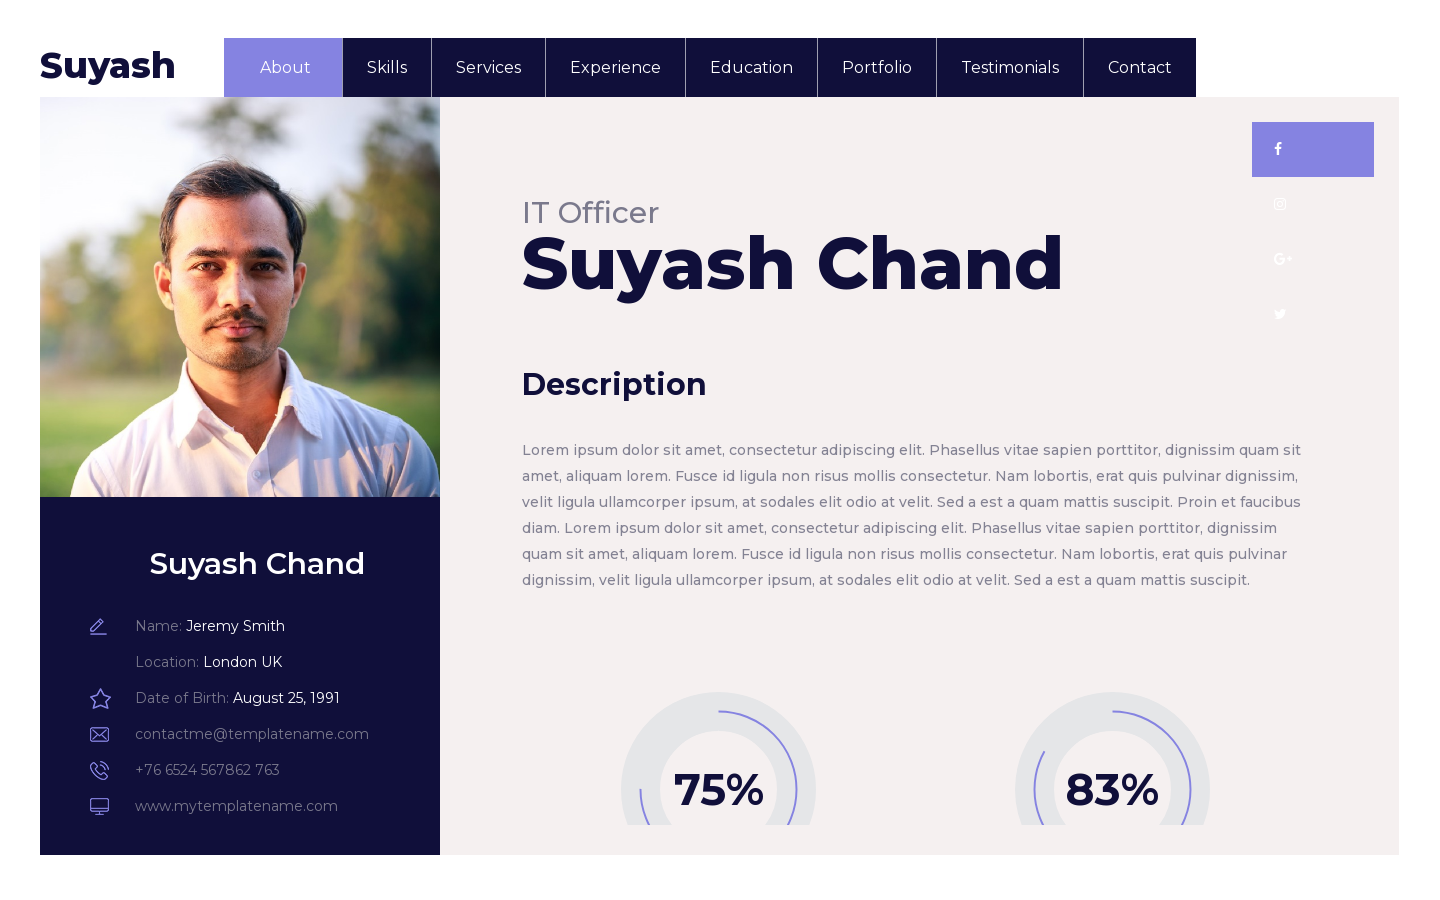 Suyash
About
Skills
Services
Experience
Education
Portfolio
Testimonials
Contact
IT Officer
Suyash Chand
Description
Lorem ipsum dolor sit amet, consectetur adipiscing elit. Phasellus vitae sapien porttitor, dignissim quam sit
amet, aliquam lorem. Fusce id ligula non risus mollis consectetur. Nam lobortis, erat quis pulvinar dignissim,
velit ligula ullamcorper ipsum, at sodales elit odio at velit. Sed a est a quam mattis suscipit. Proin et faucibus
diam. Lorem ipsum dolor sit amet, consectetur adipiscing elit. Phasellus vitae sapien porttitor, dignissim
quam sit amet, aliquam lorem. Fusce id ligula non risus mollis consectetur. Nam lobortis, erat quis pulvinar
dignissim, velit ligula ullamcorper ipsum, at sodales elit odio at velit. Sed a est a quam mattis suscipit.
Suyash Chand
Name: Jeremy Smith
Location: London UK
Date of Birth: August 25, 1991
contactme@templatename.com
+76 6524 567862 763
www.mytemplatename.com
75%
83%